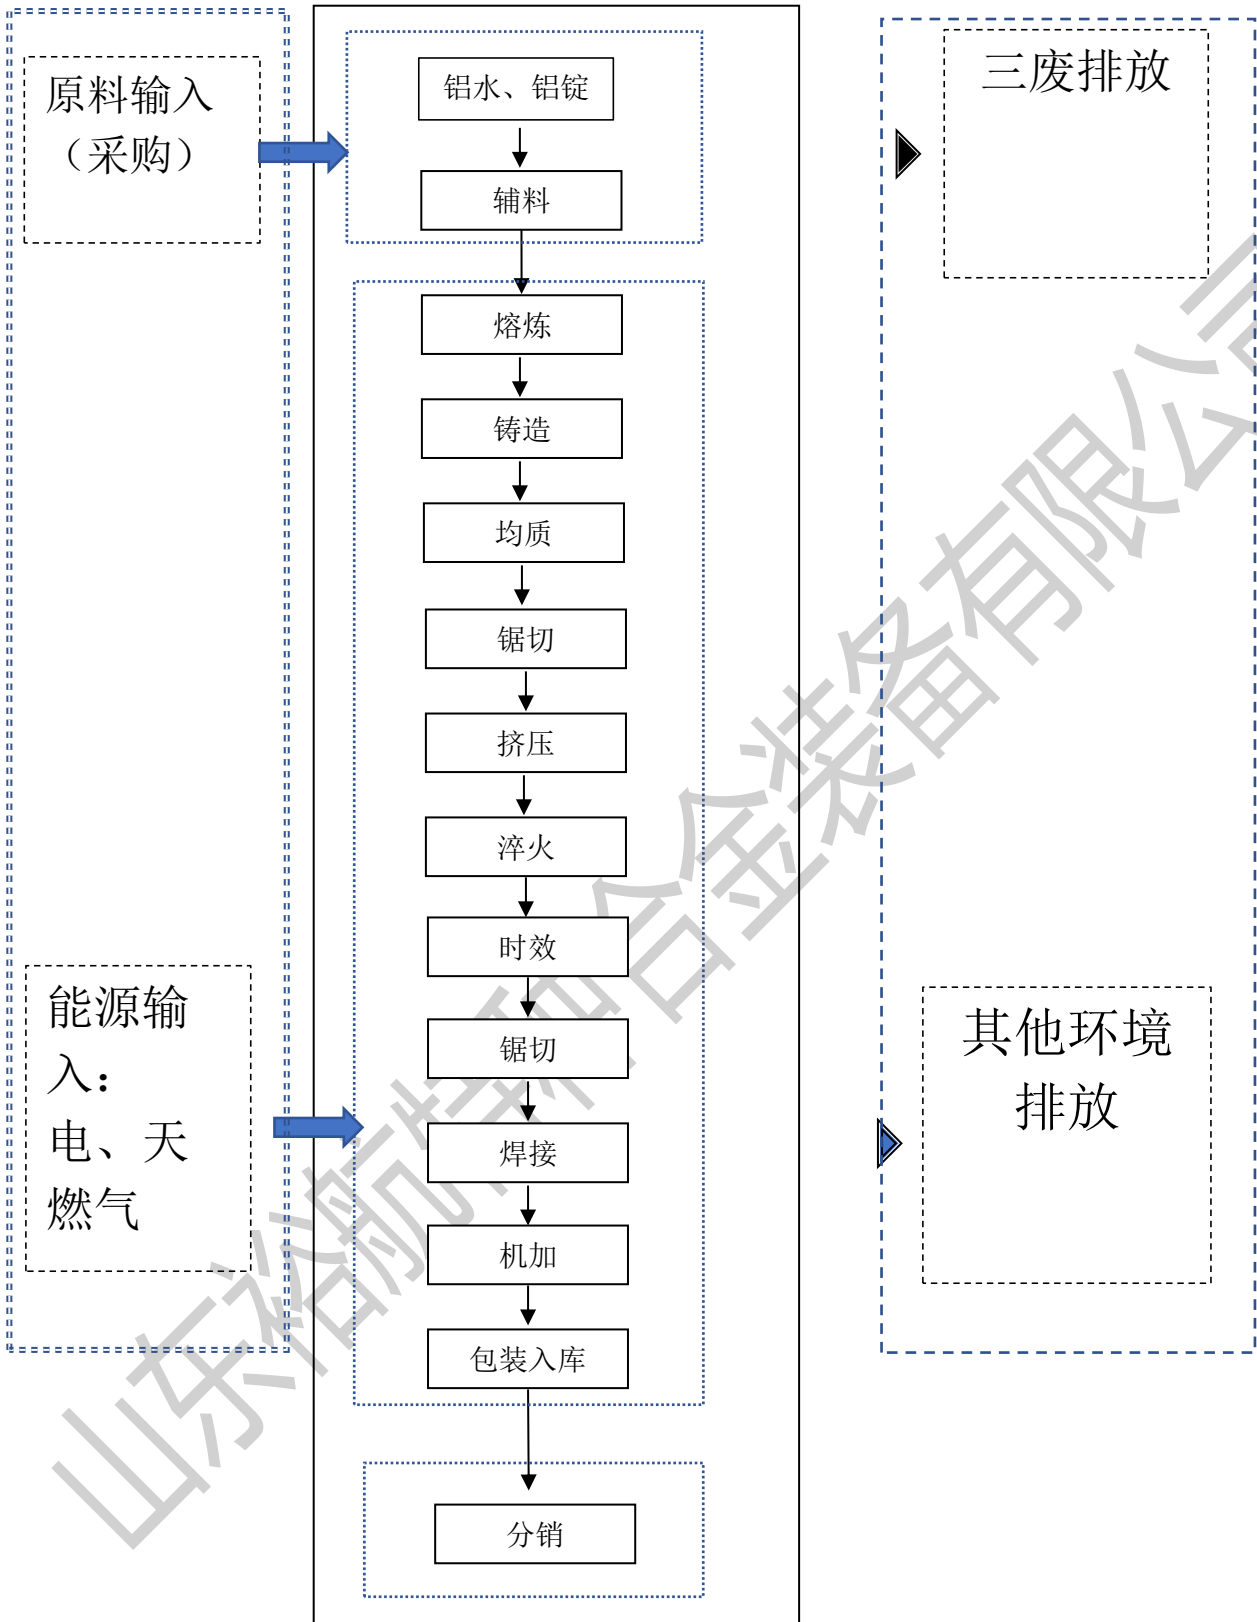 原料输入
（采购）
能源输
入：
电、天
燃气
铝水、铝锭
辅料
熔炼
铸造
均质
锯切
挤压
淬火
时效
锯切
焊接
机加
包装入库
分销
三废排放
其他环境
排放
山东裕航特种合金装备有限公司